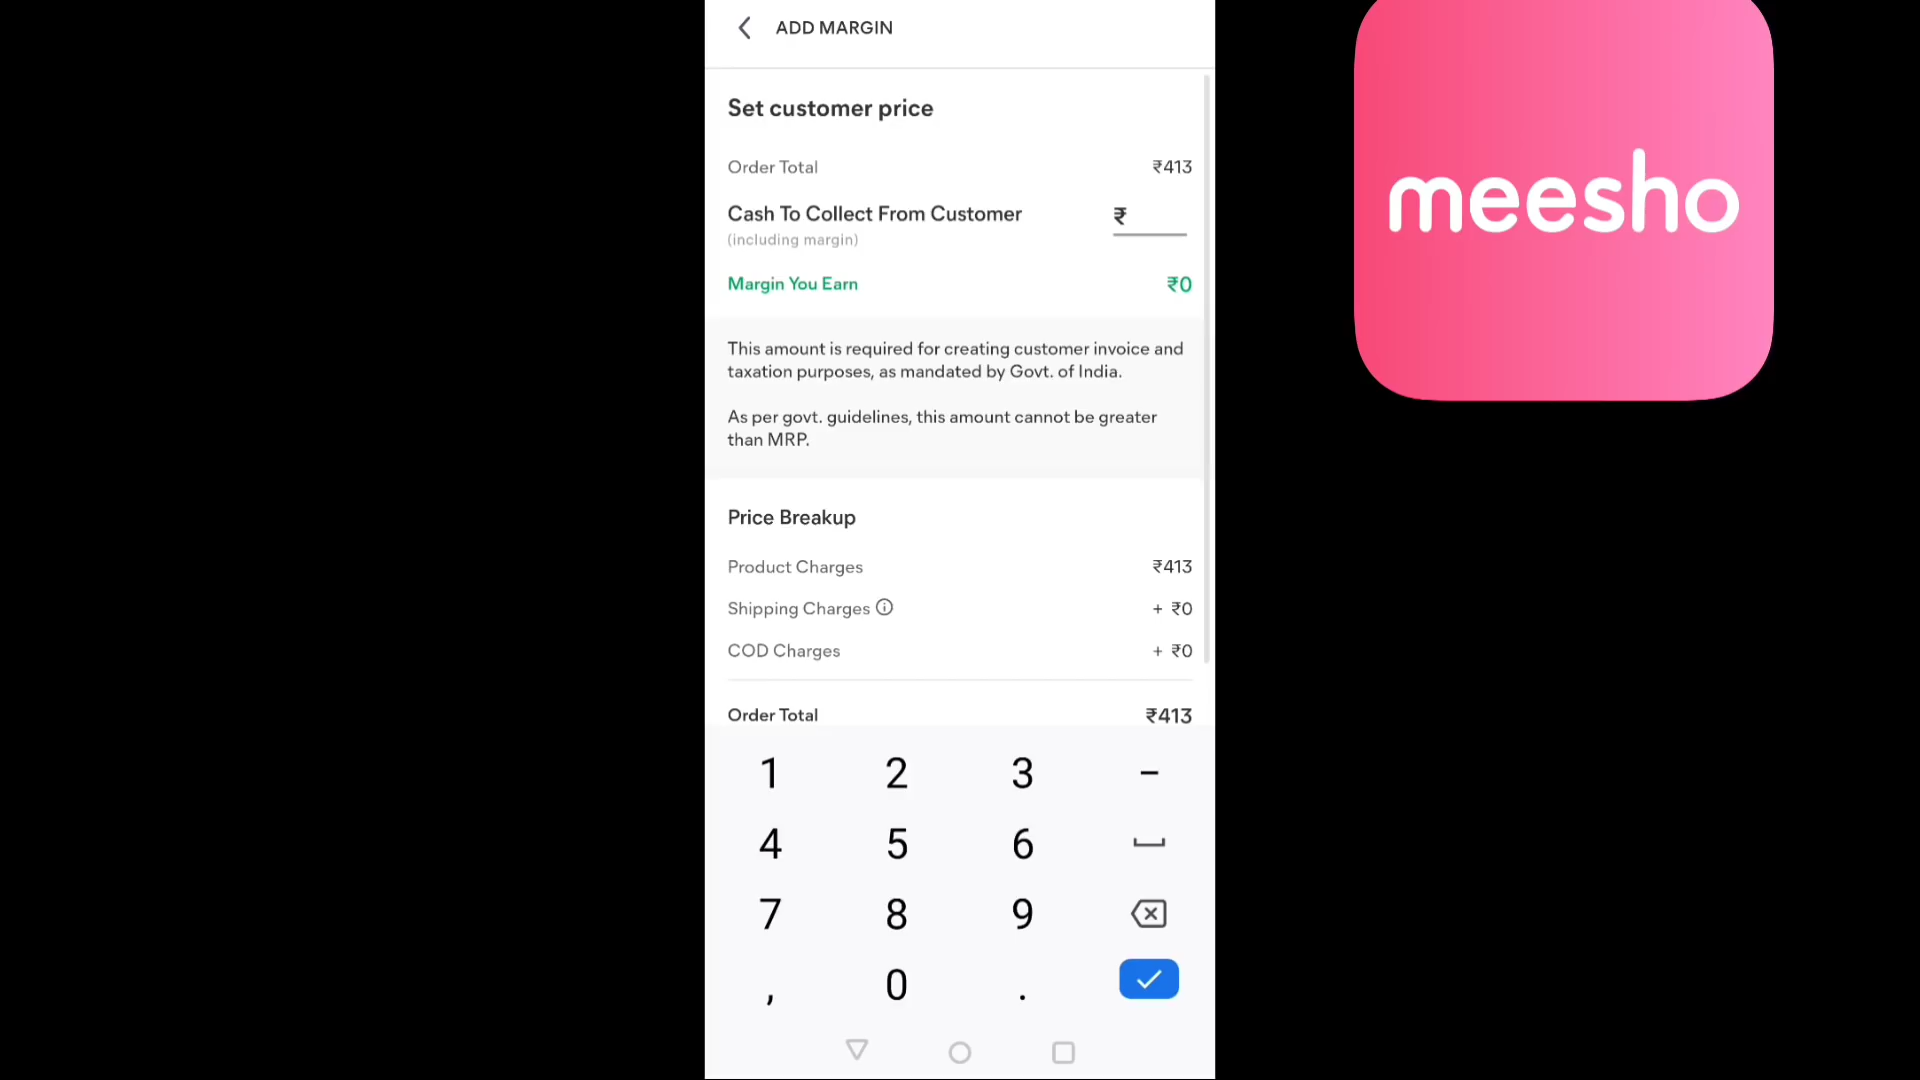 ADD MARGIN
Set customer price
Order Total ₹413
Cash To Collect From Customer ₹
(including margin)
Margin You Earn ₹0
This amount is required for creating customer invoice and
taxation purposes, as mandated by Govt. of India.
As per govt. guidelines, this amount cannot be greater
than MRP.
Price Breakup
Product Charges ₹413
Shipping Charges + ₹0
COD Charges + ₹0
Order Total ₹413
1 2 3 –
4 5 6
7 8 9
, 0 .
meesho